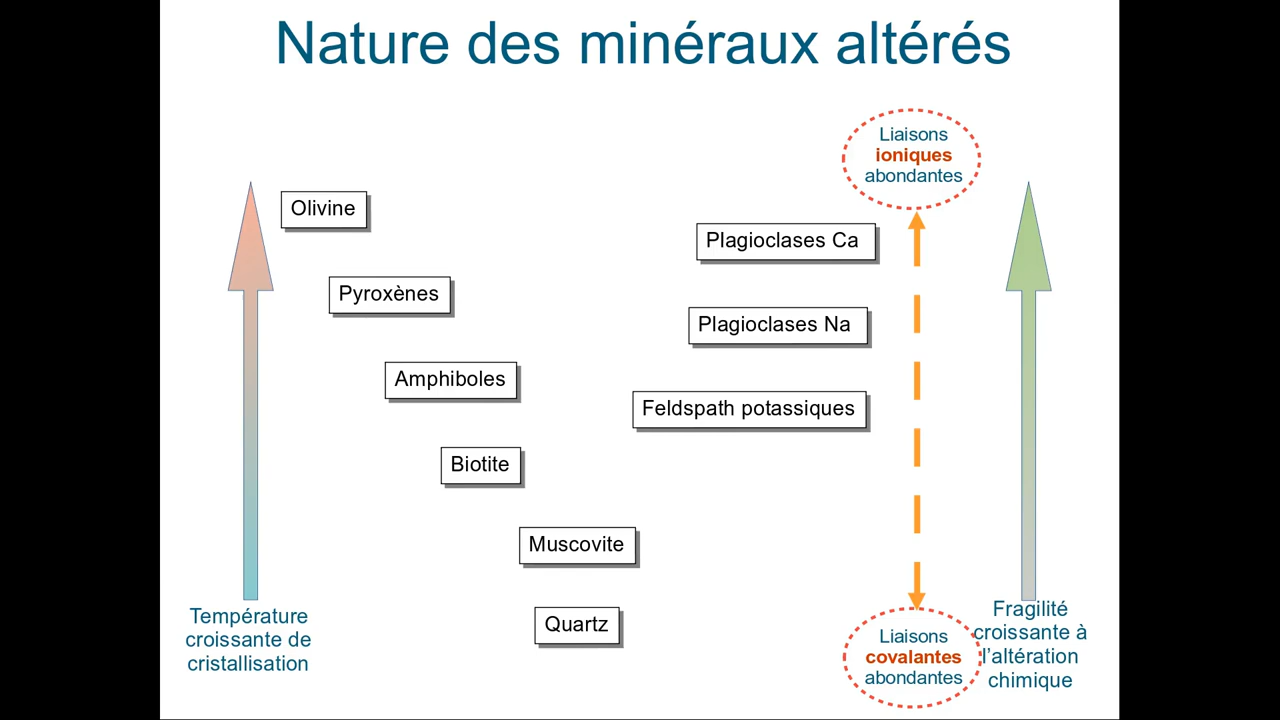 Nature des minéraux altérés
Liaisons
ioniques
abondantes
Olivine
Plagioclases Ca
Pyroxènes
Plagioclases Na
Amphiboles
Feldspath potassiques
Biotite
Muscovite
Quartz
Température
croissante de
cristallisation
Liaisons
covalantes
abondantes
Fragilité
croissante à
l'altération
chimique